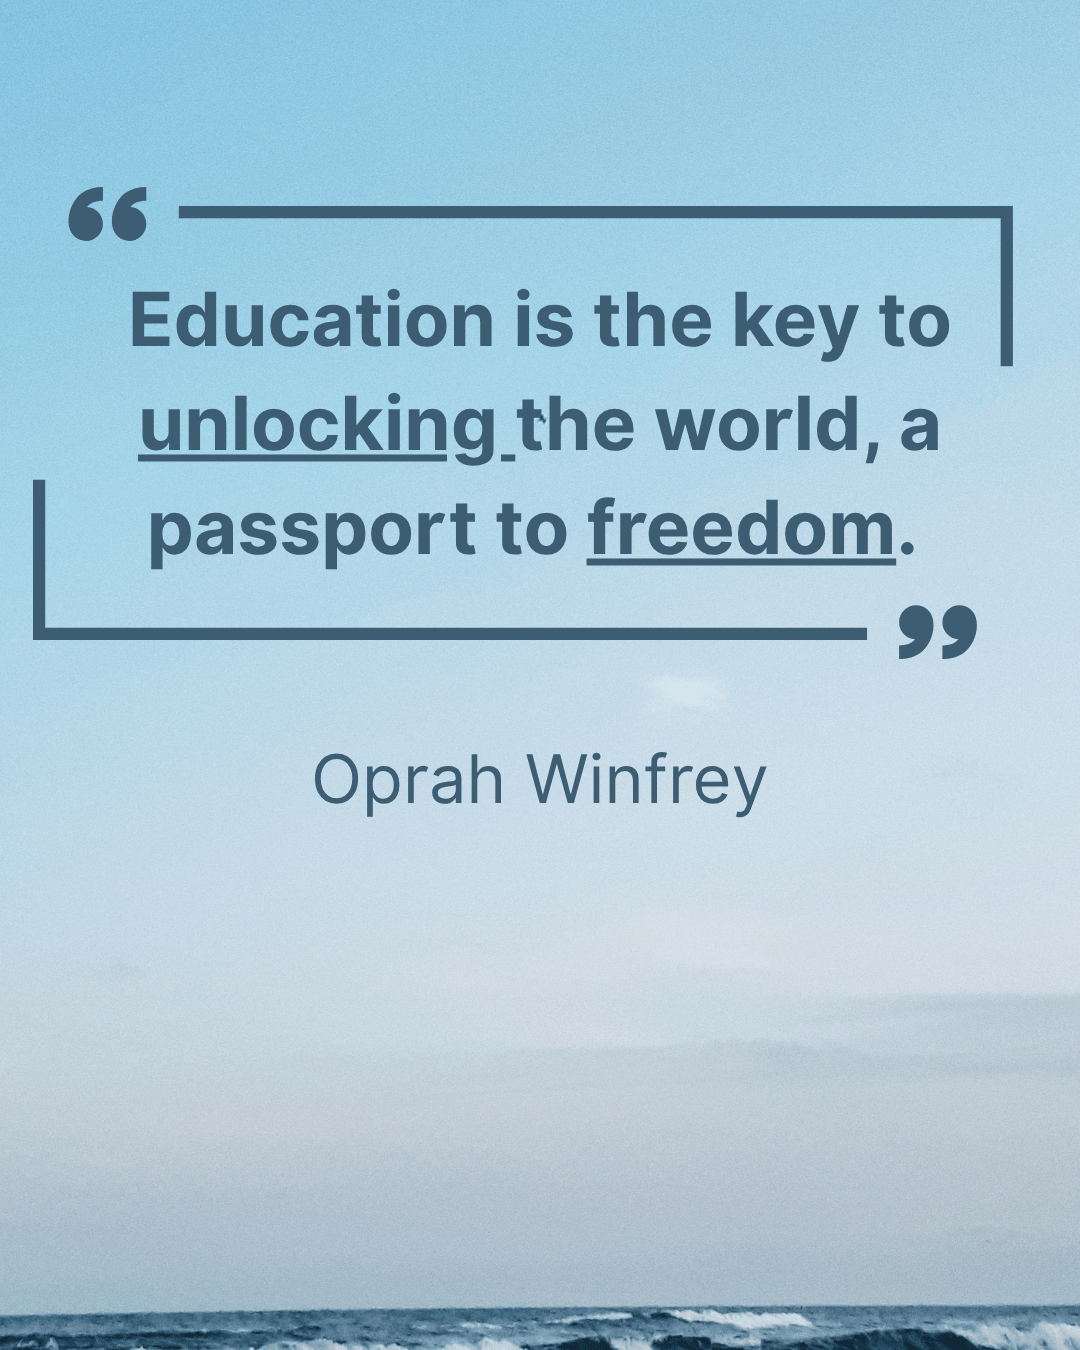 “
Education is the key to
unlocking the world, a
passport to freedom.
”
Oprah Winfrey